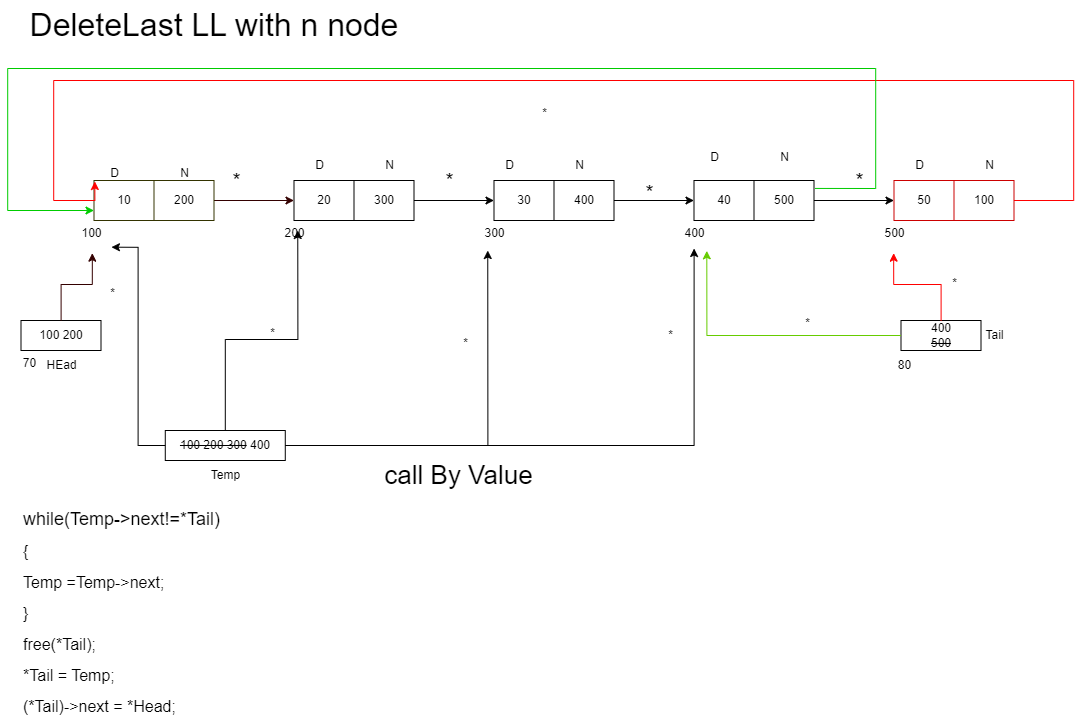 DeleteLast LL with n node
*
D N * D N * D N * D N * D N
10 200 20 300 30 400 40 500 50 100
100 200 300 400 500
* *
100 200
70 HEad
* * * *
400
500
Tail
80
100 200 300 400
Temp
call By Value
while(Temp->next!=*Tail)
{
Temp =Temp->next;
}
free(*Tail);
*Tail = Temp;
(*Tail)->next = *Head;